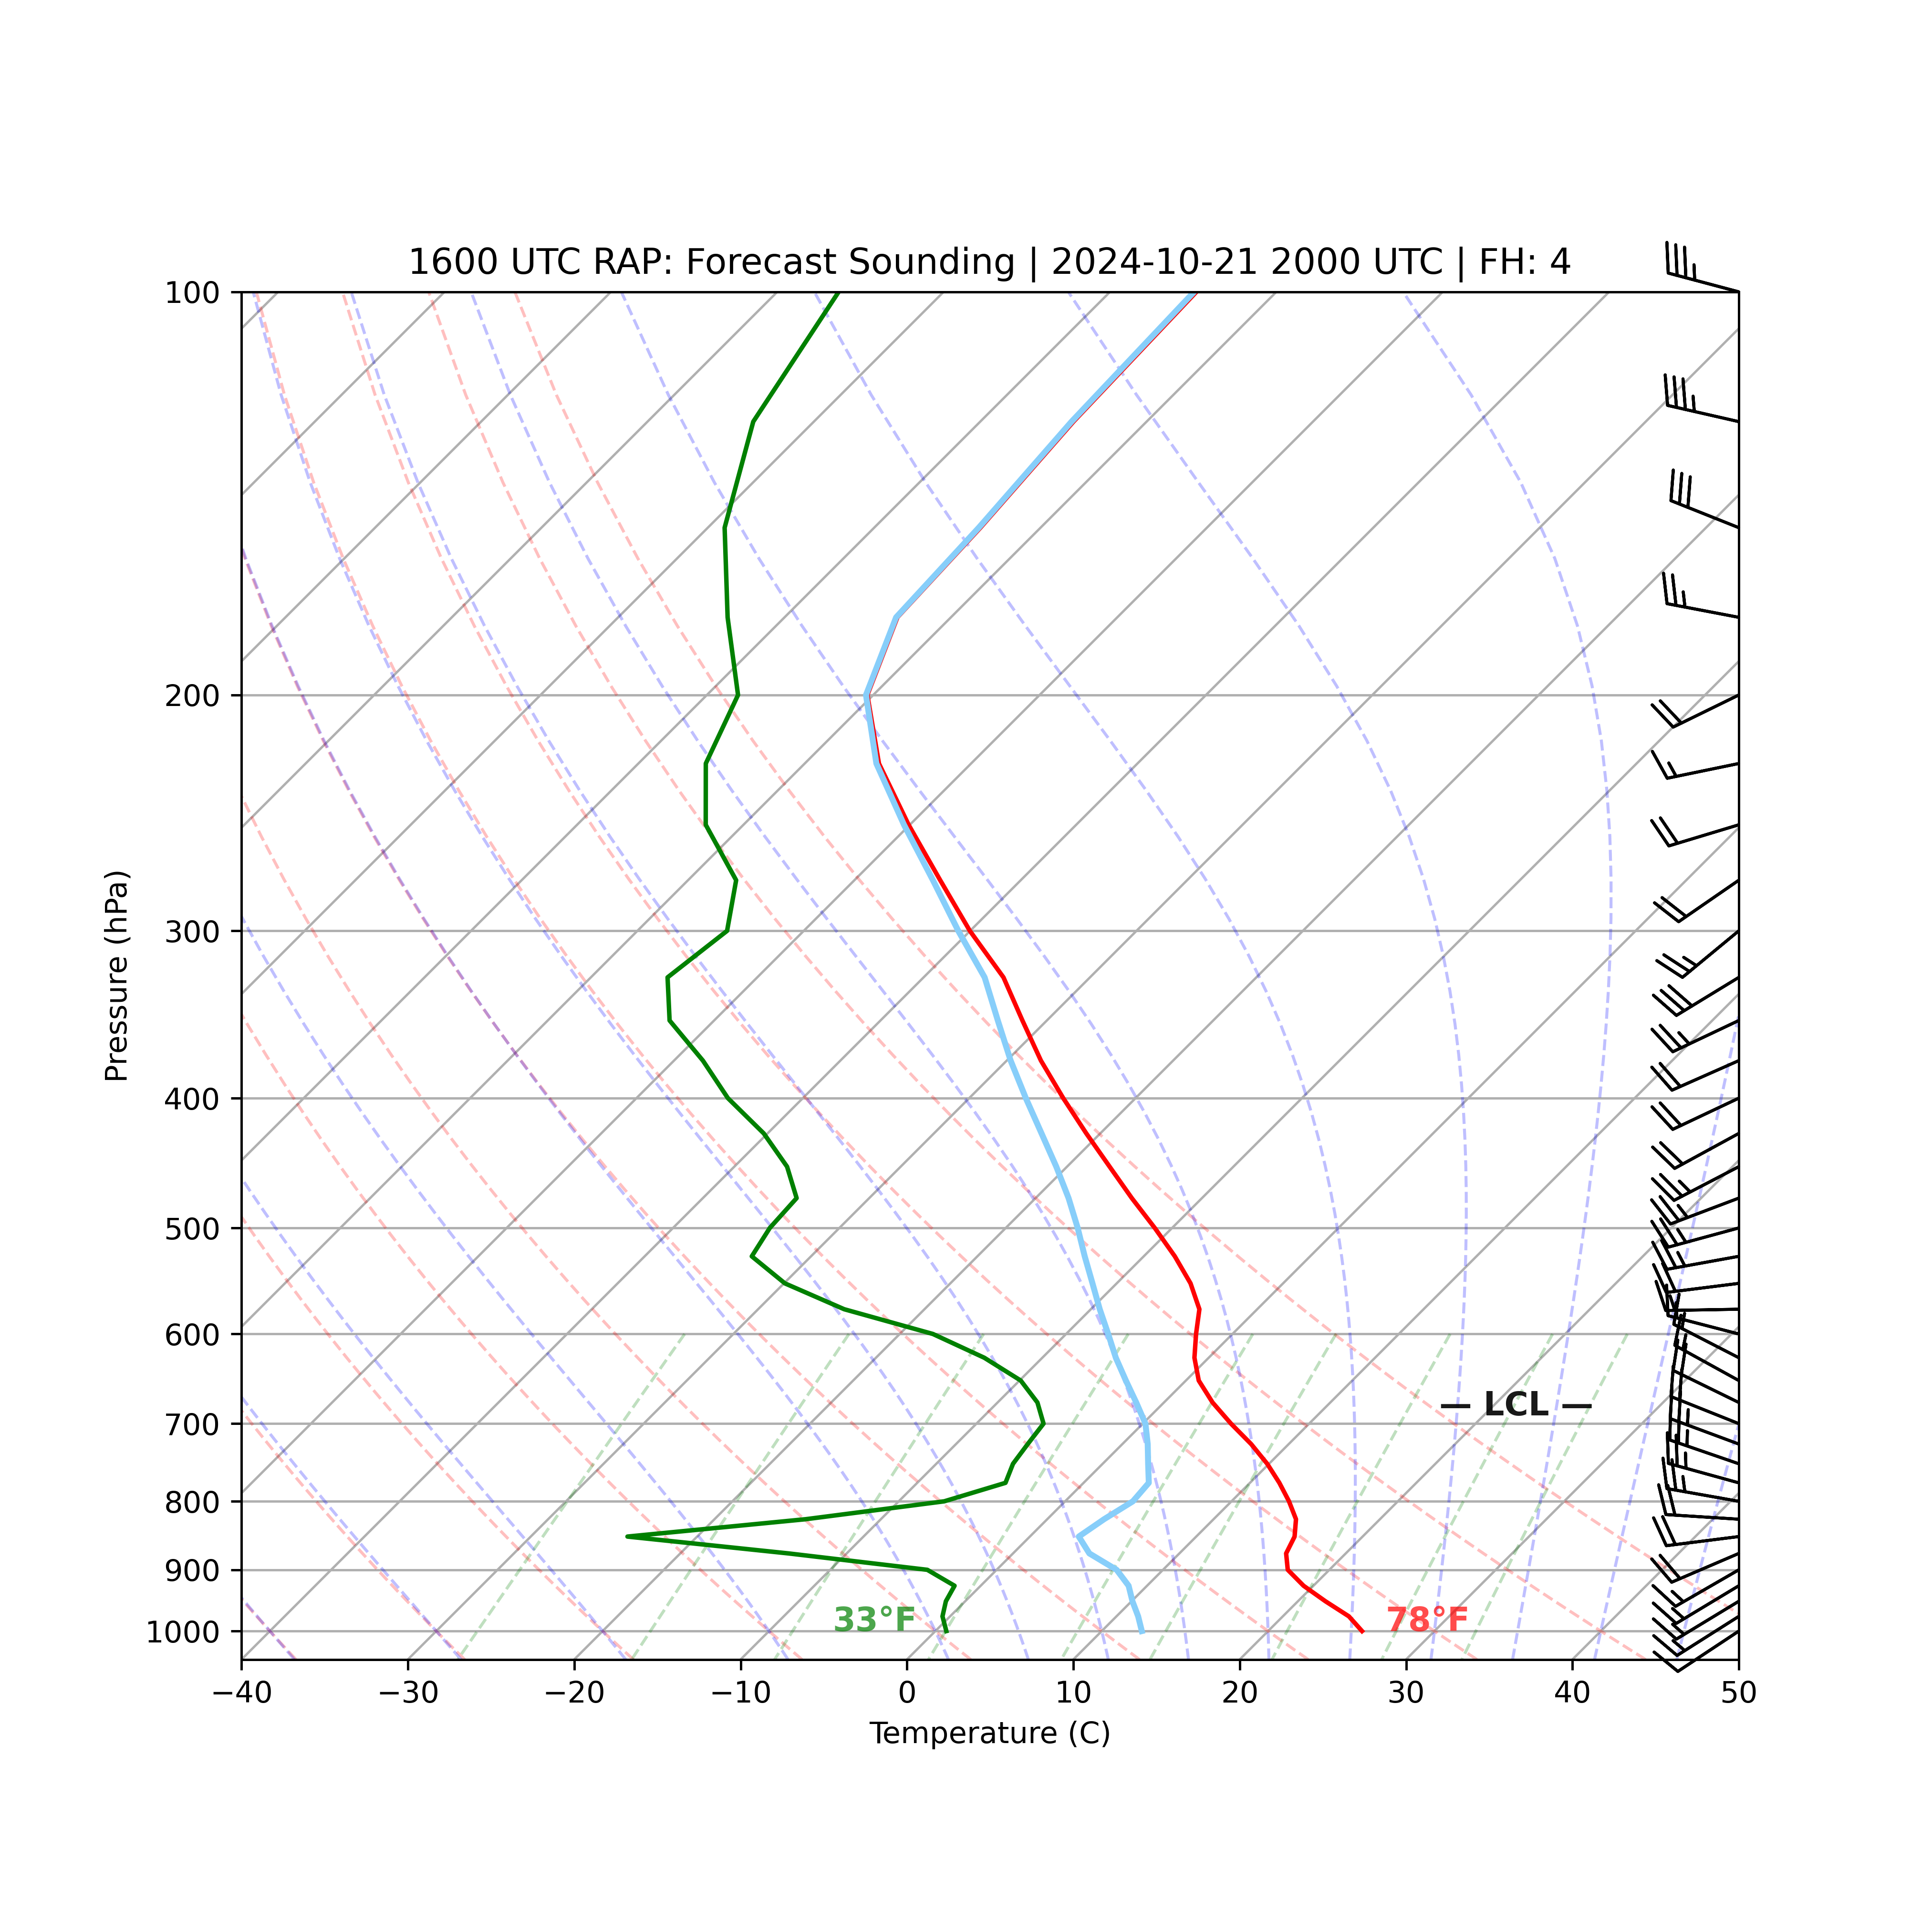 1600 UTC RAP: Forecast Sounding | 2024-10-21 2000 UTC | FH: 4
100
200
300
400
500
600
700
800
900
1000
Pressure (hPa)
— LCL —
33°F
78°F
−40 −30 −20 −10 0 10 20 30 40 50
Temperature (C)